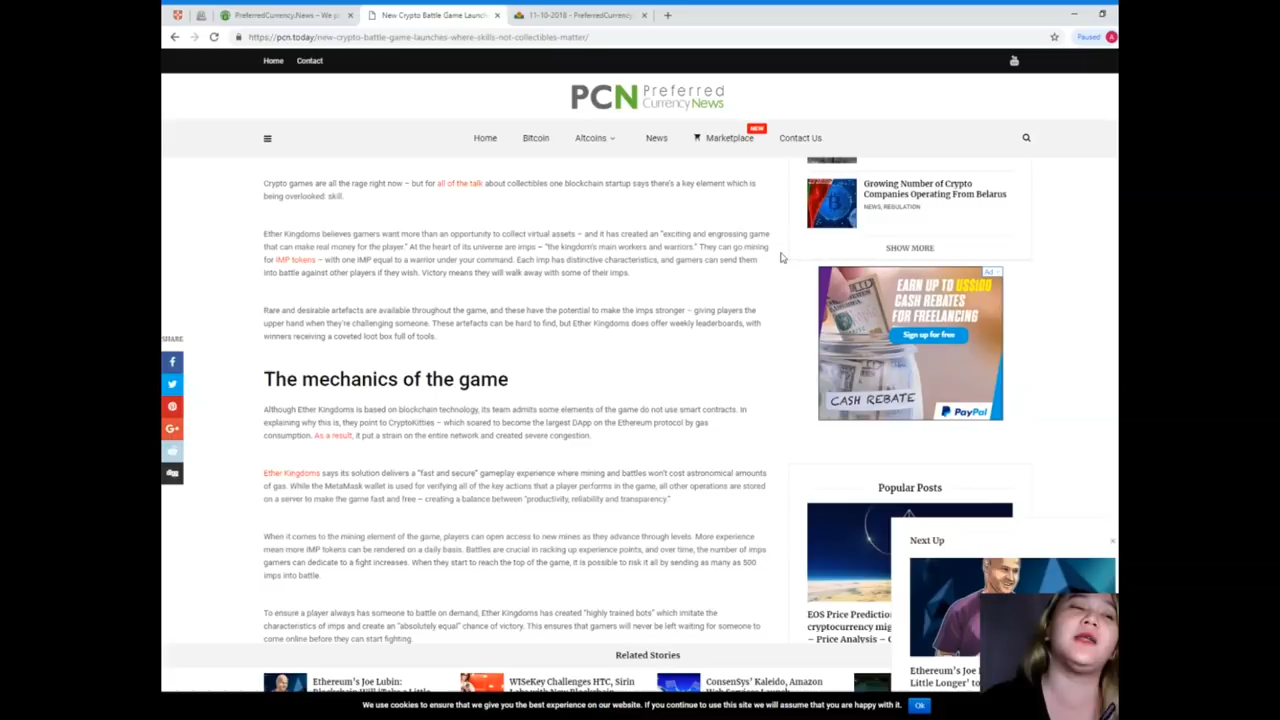 PreferredCurrency.News – We p
New Crypto Battle Game Launch
11-10-2018 - PreferredCurrency
https://pcn.today/new-crypto-battle-game-launches-where-skills-not-collectibles-matter/
Paused
A
Home
Contact
PCN Preferred
CurrencyNews
Home
Bitcoin
Altcoins
News
Marketplace
NEW
Contact Us
Crypto games are all the rage right now – but for all of the talk about collectibles one blockchain startup says there's a key element which is
being overlooked: skill.
Ether Kingdoms believes gamers want more than an opportunity to collect virtual assets – and it has created an "exciting and engrossing game
that can make real money for the player." At the heart of its universe are imps – "the kingdom's main workers and warriors." They can go mining
for IMP tokens – with one IMP equal to a warrior under your command. Each imp has distinctive characteristics, and gamers can send them
into battle against other players if they wish. Victory means they will walk away with some of their imps.
Rare and desirable artefacts are available throughout the game, and these have the potential to make the imps stronger – giving players the
upper hand when they're challenging someone. These artefacts can be hard to find, but Ether Kingdoms does offer weekly leaderboards, with
winners receiving a coveted loot box full of tools.
The mechanics of the game
Although Ether Kingdoms is based on blockchain technology, its team admits some elements of the game do not use smart contracts. In
explaining why this is, they point to CryptoKitties – which soared to become the largest DApp on the Ethereum protocol by gas
consumption. As a result, it put a strain on the entire network and created severe congestion.
Ether Kingdoms says its solution delivers a "fast and secure" gameplay experience where mining and battles won't cost astronomical amounts
of gas. While the MetaMask wallet is used for verifying all of the key actions that a player performs in the game, all other operations are stored
on a server to make the game fast and free – creating a balance between "productivity, reliability and transparency."
When it comes to the mining element of the game, players can open access to new mines as they advance through levels. More experience
mean more IMP tokens can be rendered on a daily basis. Battles are crucial in racking up experience points, and over time, the number of imps
gamers can dedicate to a fight increases. When they start to reach the top of the game, it is possible to risk it all by sending as many as 500
imps into battle.
To ensure a player always has someone to battle on demand, Ether Kingdoms has created "highly trained bots" which imitate the
characteristics of imps and create an "absolutely equal" chance of victory. This ensures that gamers will never be left waiting for someone to
come online before they can start fighting.
SHARE
Growing Number of Crypto
Companies Operating From Belarus
NEWS, REGULATION
SHOW MORE
Ad
EARN UP TO US$100
CASH REBATES
FOR FREELANCING
Sign up for free
CASH REBATE
PayPal
Popular Posts
EOS Price Predictio
cryptocurrency mig
– Price Analysis –
Next Up
Ethereum's Joe
Little Longer' to
Related Stories
Ethereum's Joe Lubin:
WISeKey Challenges HTC, Sirin
ConsenSys' Kaleido, Amazon
We use cookies to ensure that we give you the best experience on our website. If you continue to use this site we will assume that you are happy with it.
Ok